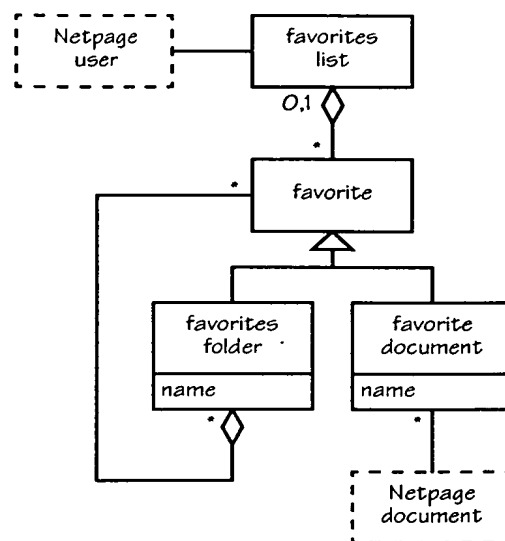 Netpage
user
favorites
list
0,1
*
*
favorite
favorites
folder
favorite
document
name
name
*
*
Netpage
document